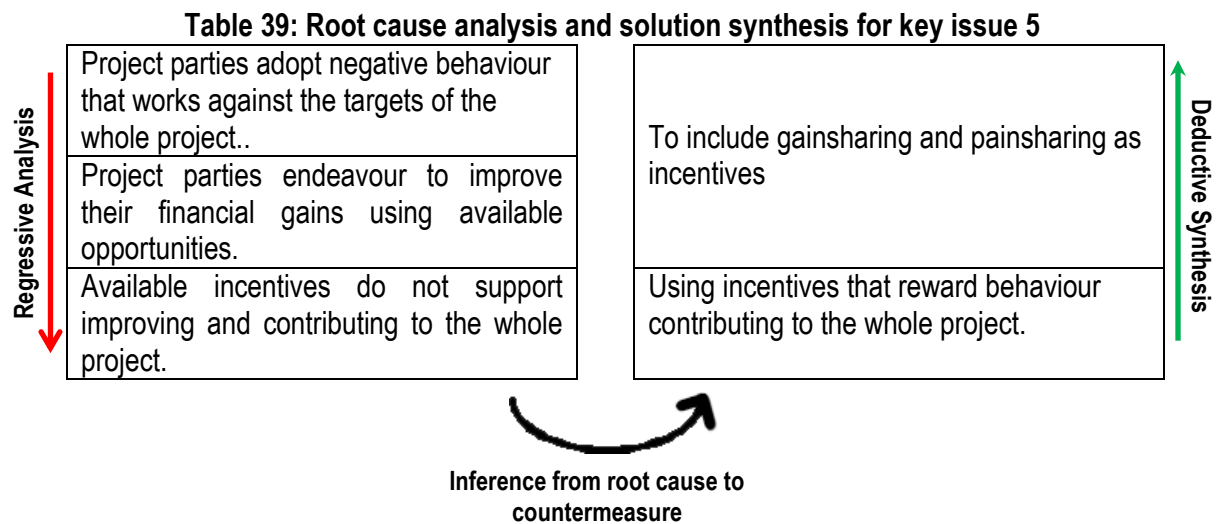 Table 39: Root cause analysis and solution synthesis for key issue 5
Regressive Analysis
Project parties adopt negative behaviour
that works against the targets of the
whole project..
Project parties endeavour to improve
their financial gains using available
opportunities.
Available incentives do not support
improving and contributing to the whole
project.
To include gainsharing and painsharing as
incentives
Using incentives that reward behaviour
contributing to the whole project.
Deductive Synthesis
Inference from root cause to
countermeasure